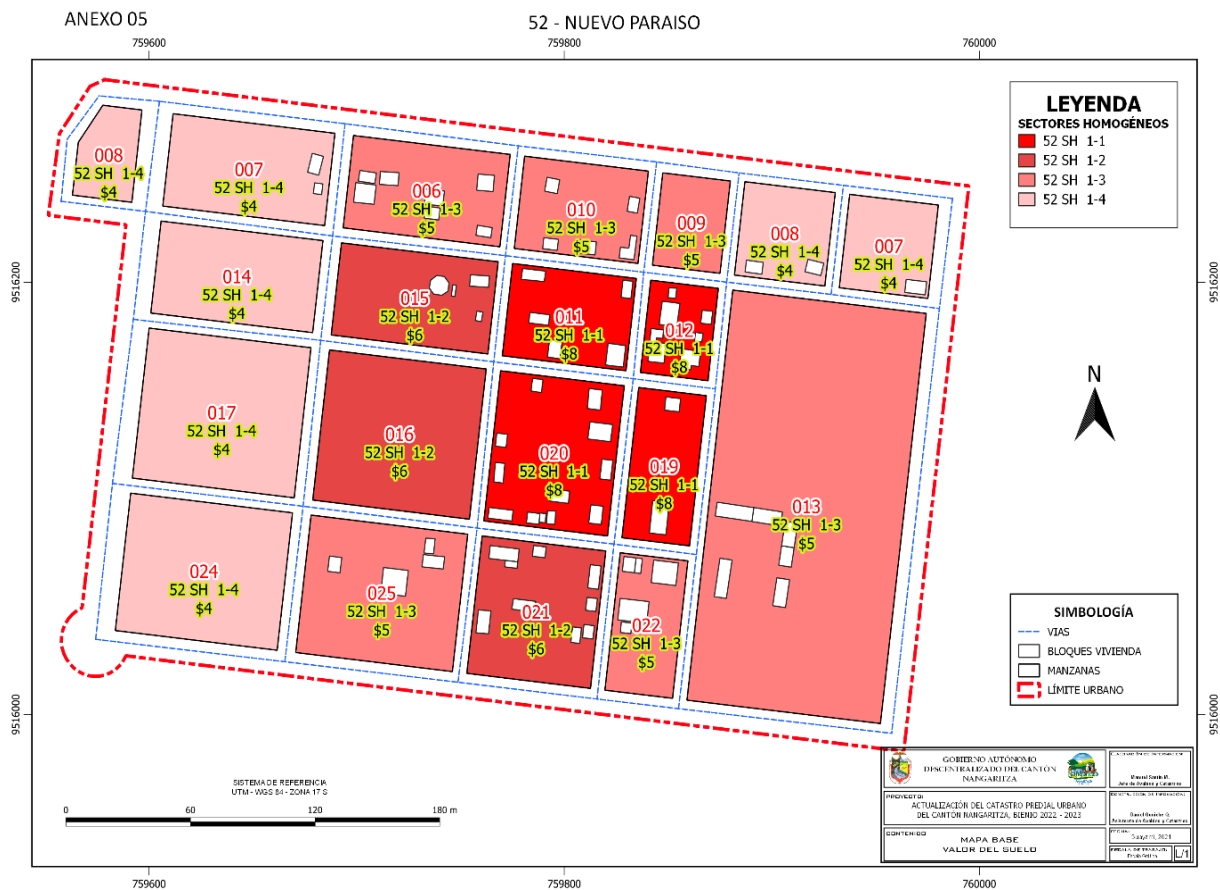 ANEXO 05
52 - NUEVO PARAISO
759600
759800
760000
9516200
9516200
9516000
9516000
759600
759800
760000
008
52 SH 1-4
$4
007
52 SH 1-4
$4
006
52 SH 1-3
$5
010
52 SH 1-3
$5
009
52 SH 1-3
$5
008
52 SH 1-4
$4
007
52 SH 1-4
$4
014
52 SH 1-4
$4
015
52 SH 1-2
$6
011
52 SH 1-1
$8
012
52 SH 1-1
$8
017
52 SH 1-4
$4
016
52 SH 1-2
$6
020
52 SH 1-1
$8
019
52 SH 1-1
$8
013
52 SH 1-3
$5
024
52 SH 1-4
$4
025
52 SH 1-3
$5
021
52 SH 1-2
$6
022
52 SH 1-3
$5
LEYENDA
SECTORES HOMOGÉNEOS
52 SH 1-1
52 SH 1-2
52 SH 1-3
52 SH 1-4
N
SIMBOLOGÍA
VIAS
BLOQUES VIVIENDA
MANZANAS
LÍMITE URBANO
SISTEMA DE REFERENCIA
UTM - WGS 84 - ZONA 17 S
0 60 120 180 m
GOBIERNO AUTÓNOMO
DESCENTRALIZADO DEL CANTÓN
NANGARITZA
PROYECTO:
ACTUALIZACIÓN DEL CATASTRO PREDIAL URBANO
DEL CANTÓN NANGARITZA, BIENIO 2022 - 2023
CONTENIDO:
MAPA BASE
VALOR DEL SUELO
L/1